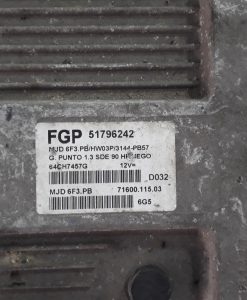 FGP 51796242
MJD 6F3.PB/HW03P/3144-PB57
G. PUNTO 1.3 SDE 90 HP
64CH7457G 12V=
D032
MJD 6F3.PB 71600.115.03
6G5